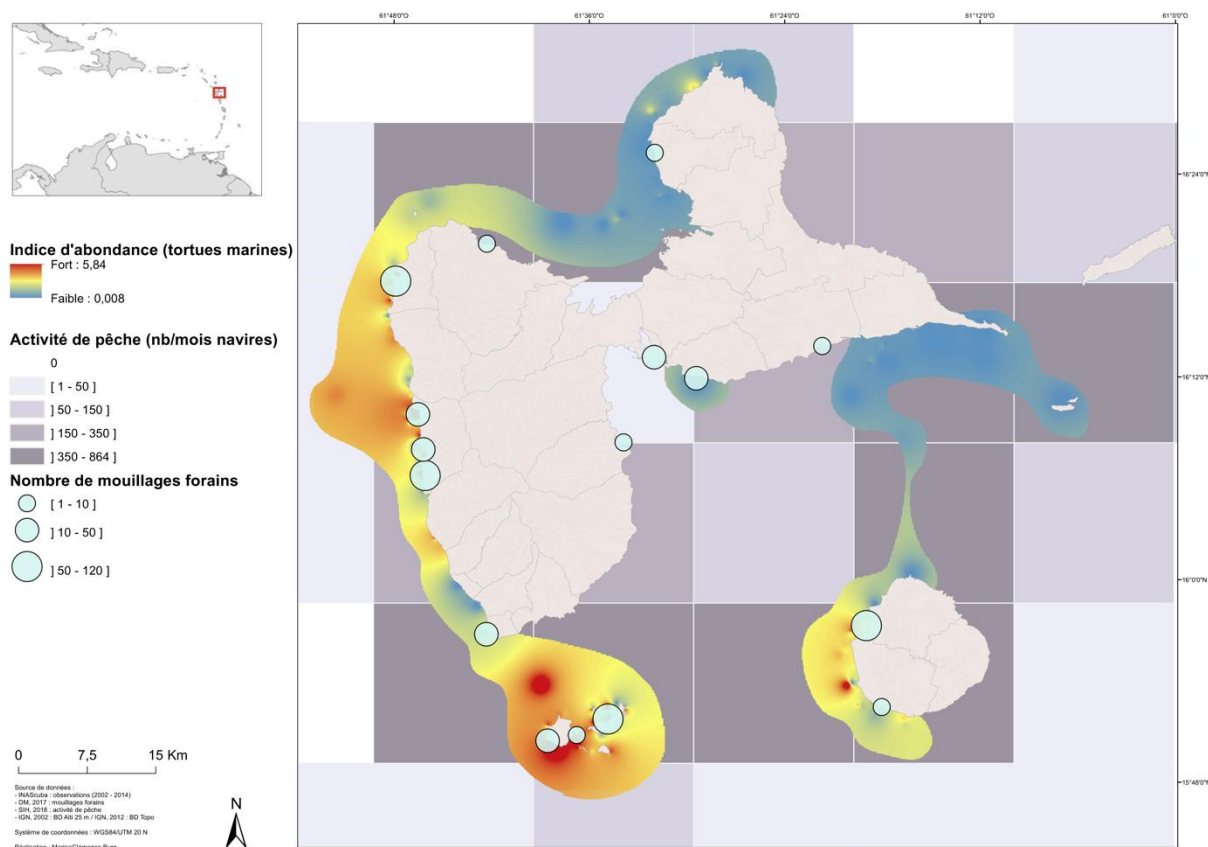 61°48'0"O
61°36'0"O
61°24'0"O
61°12'0"O
61°0'0"O
16°24'0"N
16°12'0"N
16°0'0"N
15°48'0"N
Indice d'abondance (tortues marines)
Fort : 5,84
Faible : 0,008
Activité de pêche (nb/mois navires)
0
[ 1 - 50 ]
] 50 - 150 ]
] 150 - 350 ]
] 350 - 864 ]
Nombre de mouillages forains
[ 1 - 10 ]
] 10 - 50 ]
] 50 - 120 ]
0 7,5 15 Km
N
Source de données :
- INAScuba : observations (2002 - 2014)
- DM, 2017 : mouillages forains
- SIH, 2018 : activité de pêche
- IGN, 2002 : BD Alti 25 m / IGN, 2012 : BD Topo
Système de coordonnées : WGS84/UTM 20 N